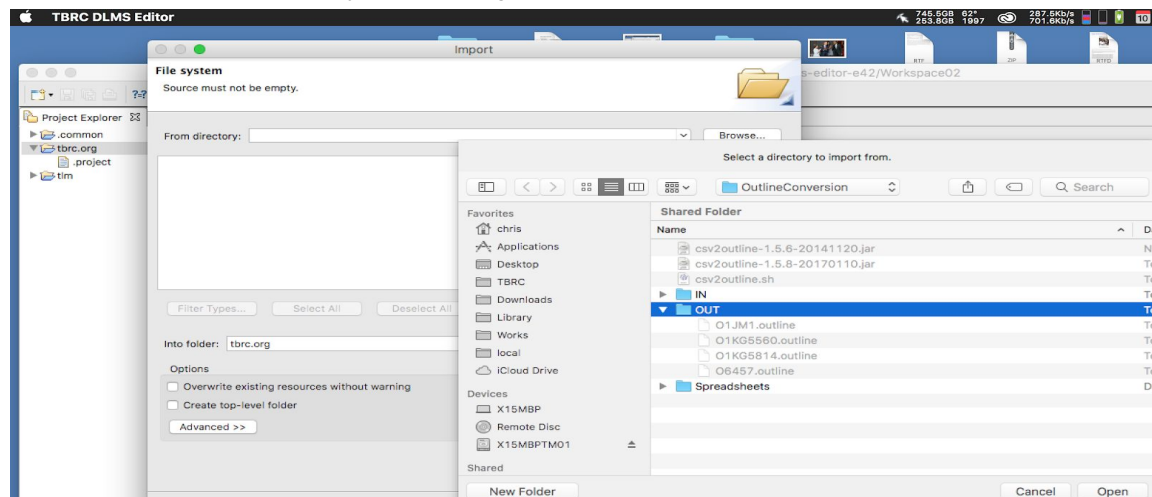 TBRC DLMS Editor
745.5GB 62° 287.5Kb/s
253.8GB 1997 701.6Kb/s 10
Import
RTF ZIP RTFD
File system
s-editor-e42/Workspace02
Source must not be empty.
Project Explorer
.common
From directory: Browse...
tbrc.org
.project
tlm
Select a directory to import from.
OutlineConversion Search
Favorites
Shared Folder
chris
Name
Applications
csv2outline-1.5.6-20141120.jar
Desktop
csv2outline-1.5.8-20170110.jar
TBRC
csv2outline.sh
Downloads
IN
Library
OUT
Works
O1JM1.outline
local
O1KG5560.outline
iCloud Drive
O1KG5814.outline
O6457.outline
Spreadsheets
Filter Types... Select All Deselect All
Into folder: tbrc.org
Options
Overwrite existing resources without warning
Create top-level folder
Advanced >>
Devices
X15MBP
Remote Disc
X15MBPTM01
Shared
New Folder Cancel Open